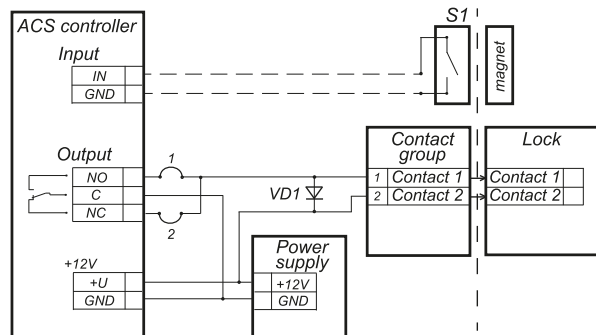 ACS controller
S1
Input
IN
GND
magnet
Output
1
NO
C
NC
2
VD1
Contact group
1 Contact 1
2 Contact 2
Lock
Contact 1
Contact 2
+12V
+U
GND
Power supply
+12V
GND